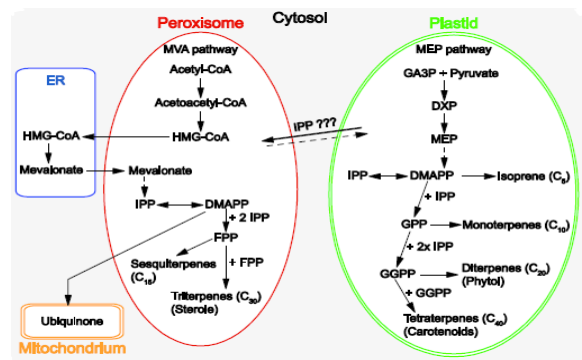 Cytosol
Peroxisome
Plastid
MVA pathway
MEP pathway
Acetyl-CoA
GA3P + Pyruvate
ER
Acetoacetyl-CoA
DXP
HMG-CoA
HMG-CoA
IPP ???
MEP
Mevalonate
Mevalonate
IPP
DMAPP
Isoprene (C5)
IPP
DMAPP
+ IPP
+ 2 IPP
GPP
Monoterpenes (C10)
FPP
+ 2x IPP
Sesquiterpenes
(C15)
+ FPP
GGPP
Diterpenes (C20)
(Phytol)
+ GGPP
Triterpenes (C30)
(Sterole)
Tetraterpenes (C40)
(Carotenoids)
Ubiquinone
Mitochondrium